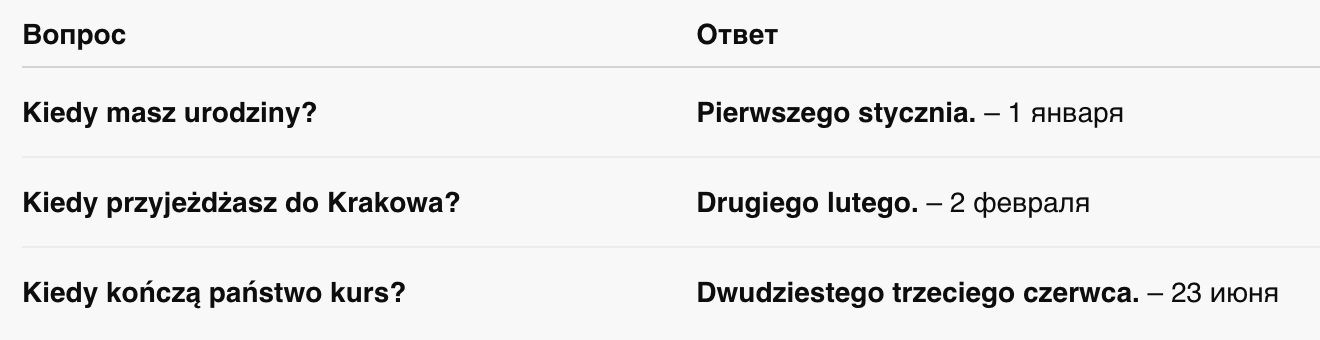 Вопрос Ответ
Kiedy masz urodziny? Pierwszego stycznia. – 1 января
Kiedy przyjeżdżasz do Krakowa? Drugiego lutego. – 2 февраля
Kiedy kończą państwo kurs? Dwudziestego trzeciego czerwca. – 23 июня